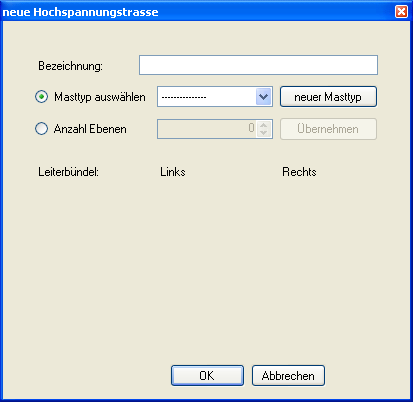 neue Hochspannungstrasse
Bezeichnung:
Masttyp auswählen --------------- neuer Masttyp
Anzahl Ebenen 0 Übernehmen
Leiterbündel: Links Rechts
OK Abbrechen